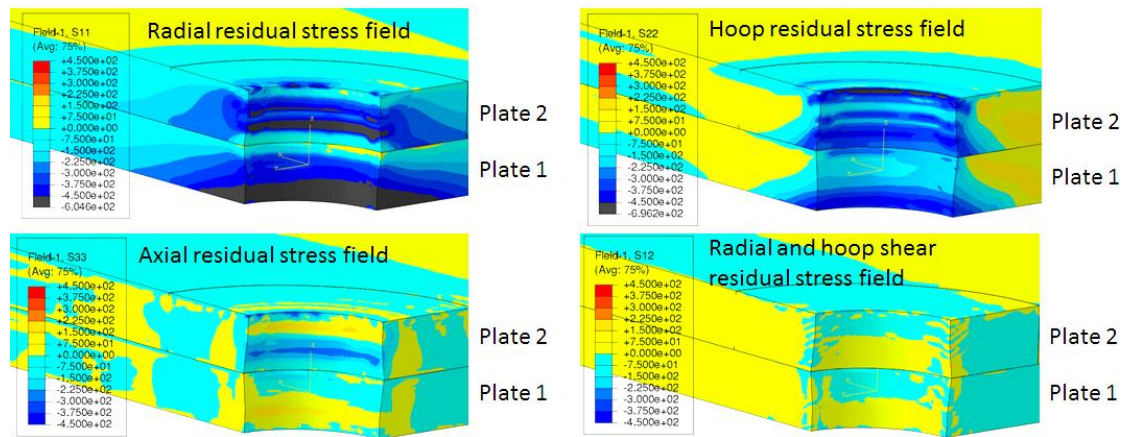 Radial residual stress field
Field-1, S11
(Avg: 75%)
+4.500e+02
+3.750e+02
+3.000e+02
+2.250e+02
+1.500e+02
+7.500e+01
+0.000e+00
-7.500e+01
-1.500e+02
-2.250e+02
-3.000e+02
-3.750e+02
-4.500e+02
-6.046e+02
Plate 2
Plate 1
Hoop residual stress field
Field-1, S22
(Avg: 75%)
+4.500e+02
+3.750e+02
+3.000e+02
+2.250e+02
+1.500e+02
+7.500e+01
+0.000e+00
-7.500e+01
-1.500e+02
-2.250e+02
-3.000e+02
-3.750e+02
-4.500e+02
-6.962e+02
Plate 2
Plate 1
Axial residual stress field
Field-1, S33
(Avg: 75%)
+4.500e+02
+3.750e+02
+3.000e+02
+2.250e+02
+1.500e+02
+7.500e+01
+0.000e+00
-7.500e+01
-1.500e+02
-2.250e+02
-3.000e+02
-3.750e+02
-4.500e+02
Plate 2
Plate 1
Radial and hoop shear
residual stress field
Field-1, S12
(Avg: 75%)
+4.500e+02
+3.750e+02
+3.000e+02
+2.250e+02
+1.500e+02
+7.500e+01
+0.000e+00
-7.500e+01
-1.500e+02
-2.250e+02
-3.000e+02
-3.750e+02
-4.500e+02
Plate 2
Plate 1